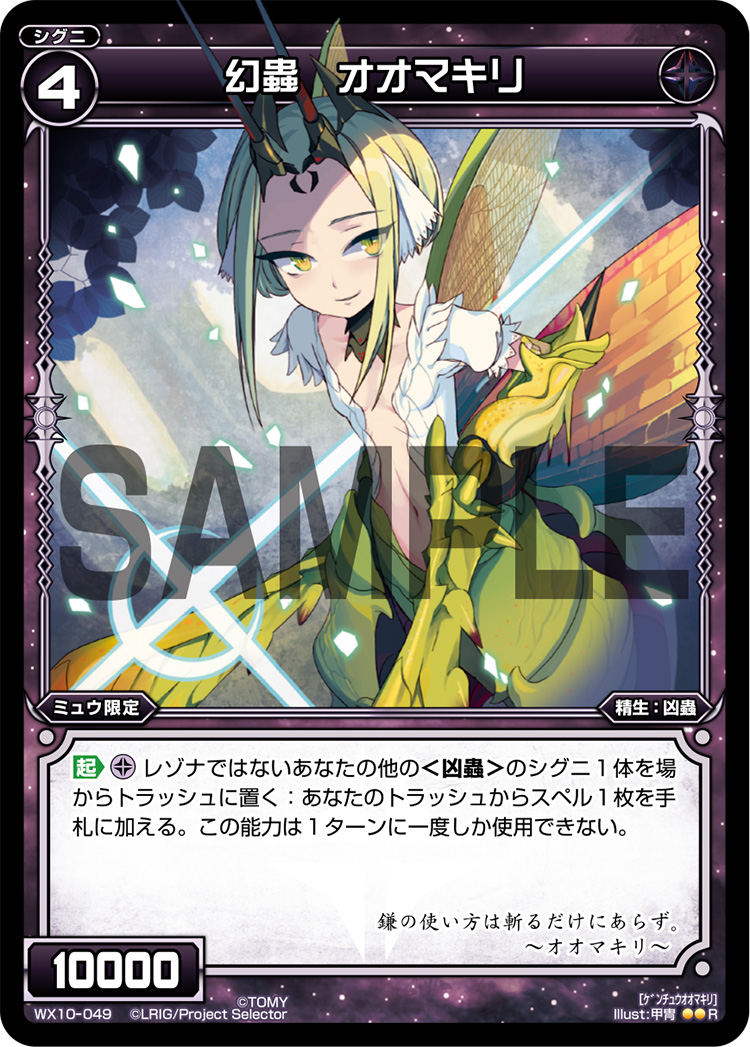 シグニ
4
幻蟲　オオマキリ
SAMPLE
ミュウ限定
精生：凶蟲
起 レゾナではないあなたの他の＜凶蟲＞のシグニ１体を場
からトラッシュに置く：あなたのトラッシュからスペル１枚を手
札に加える。この能力は１ターンに一度しか使用できない。
鎌の使い方は斬るだけにあらず。
～オオマキリ～
10000
©TOMY
[ｹﾞﾝﾁｭｳｵｵﾏｷﾘ]
WX10-049 ©LRIG/Project Selector
Illust:甲冑 R